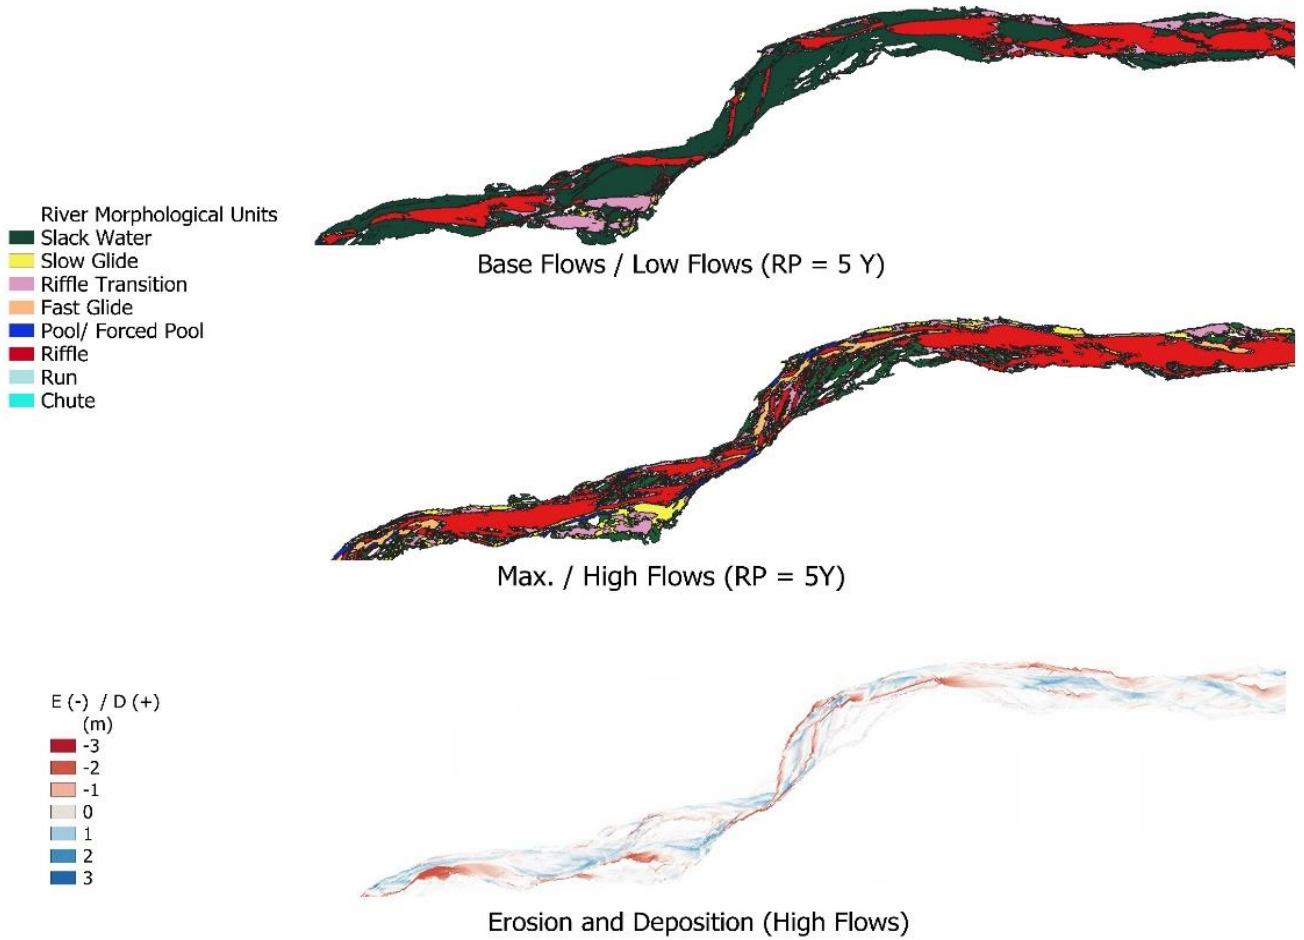 River Morphological Units
Slack Water
Slow Glide
Riffle Transition
Fast Glide
Pool/ Forced Pool
Riffle
Run
Chute
Base Flows / Low Flows (RP = 5 Y)
Max. / High Flows (RP = 5Y)
E (-) / D (+)
(m)
-3
-2
-1
0
1
2
3
Erosion and Deposition (High Flows)